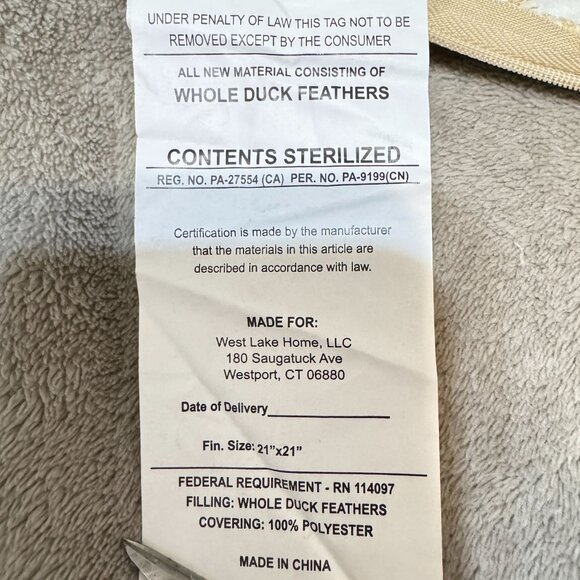 UNDER PENALTY OF LAW THIS TAG NOT TO BE
REMOVED EXCEPT BY THE CONSUMER
ALL NEW MATERIAL CONSISTING OF
WHOLE DUCK FEATHERS
CONTENTS STERILIZED
REG. NO. PA-27554 (CA) PER. NO. PA-9199(CN)
Certification is made by the manufacturer
that the materials in this article are
described in accordance with law.
MADE FOR:
West Lake Home, LLC
180 Saugatuck Ave
Westport, CT 06880
Date of Delivery
Fin. Size: 21"x21"
FEDERAL REQUIREMENT - RN 114097
FILLING: WHOLE DUCK FEATHERS
COVERING: 100% POLYESTER
MADE IN CHINA